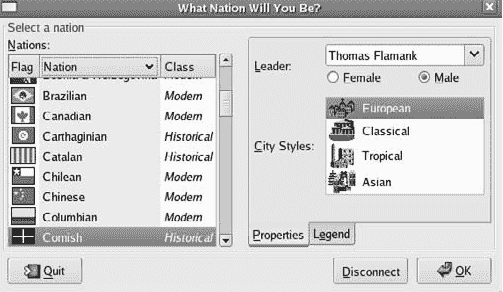 What Nation Will You Be?
Select a nation
Nations:
Flag Nation Class
Modern
Brazilian Modern
Canadian Modern
Carthaginian Historical
Catalan Historical
Chilean Modern
Chinese Modern
Columbian Modern
Cornish Historical
Leader: Thomas Flamank
Female Male
City Styles:
European
Classical
Tropical
Asian
Properties Legend
Quit Disconnect OK